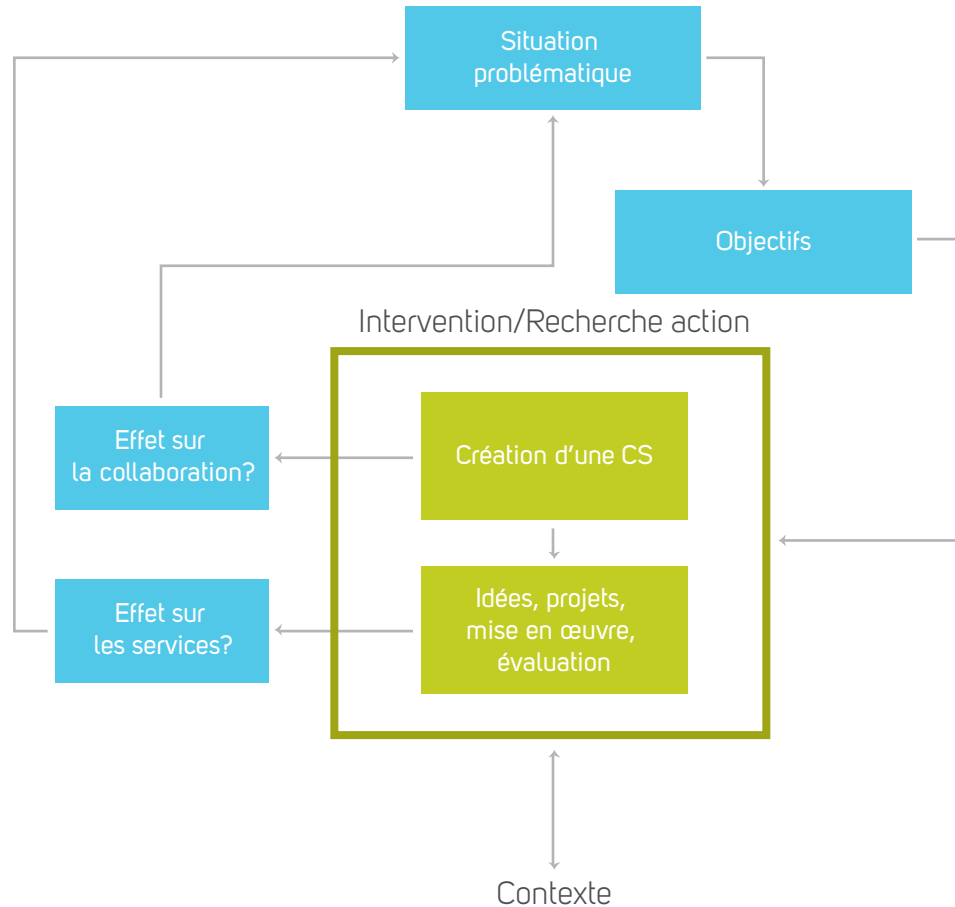 Situation
problématique
Objectifs
Intervention/Recherche action
Effet sur
la collaboration?
Création d'une CS
Effet sur
les services?
Idées, projets,
mise en œuvre,
évaluation
Contexte